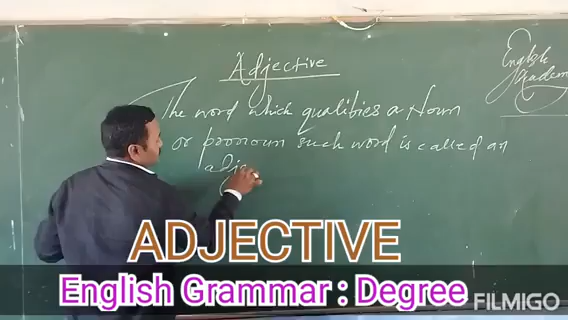 Adjective
English
Academy
The word which qualifies a Noun
or pronoun such word is called an
adje
ADJECTIVE
English Grammar : Degree
FILMIGO